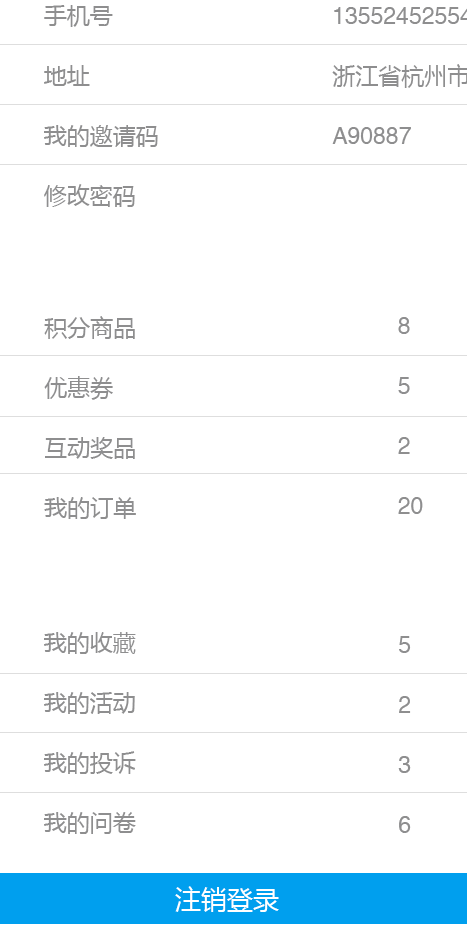 手机号 13552452554
地址 浙江省杭州市
我的邀请码 A90887
修改密码
积分商品 8
优惠券 5
互动奖品 2
我的订单 20
我的收藏 5
我的活动 2
我的投诉 3
我的问卷 6
注销登录